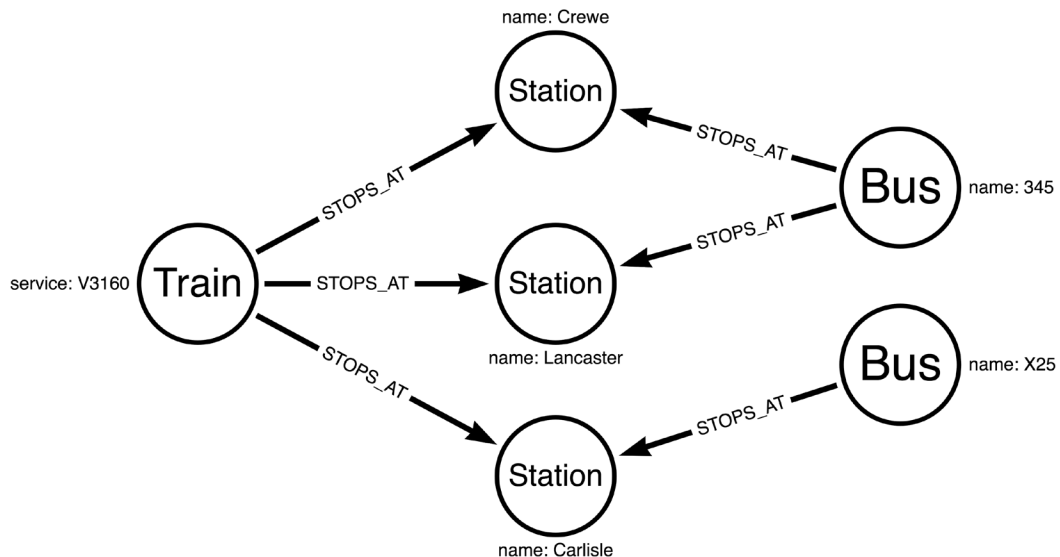 name: Crewe
Station
STOPS_AT
STOPS_AT
Bus
name: 345
STOPS_AT
STOPS_AT
service: V3160
Train
STOPS_AT
Station
name: Lancaster
Bus
name: X25
STOPS_AT
STOPS_AT
Station
name: Carlisle